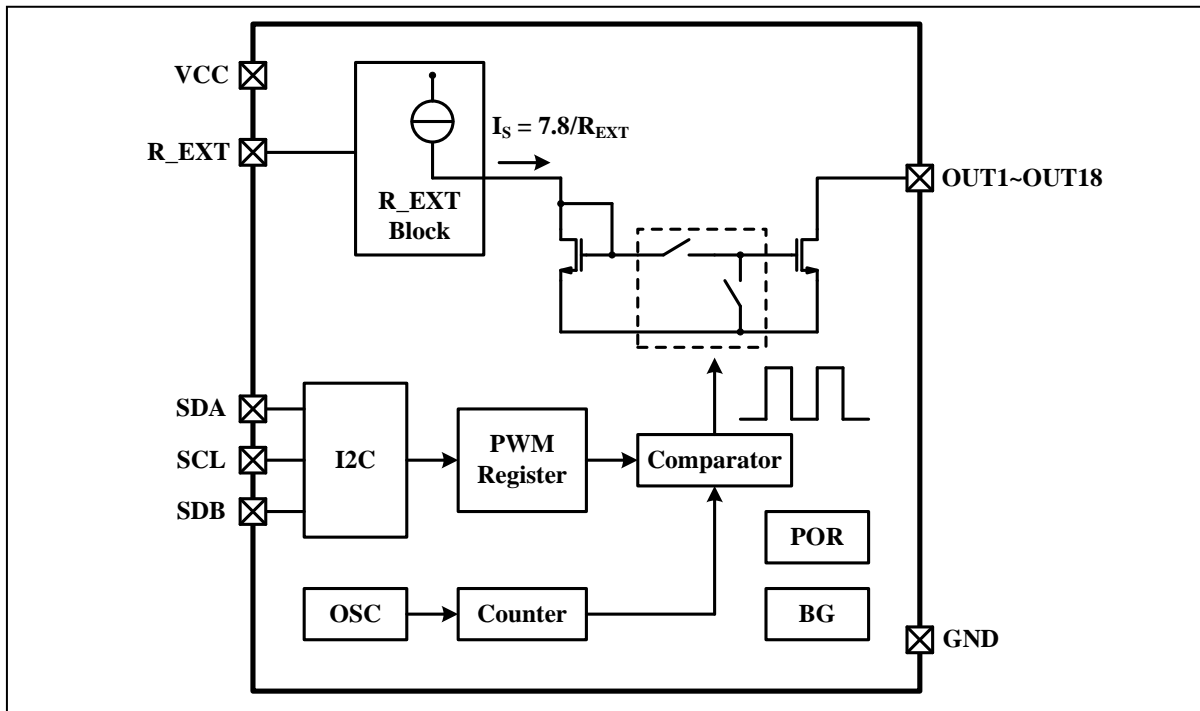 VCC
R_EXT
I_S = 7.8/R_EXT
R_EXT
Block
OUT1~OUT18
SDA
SCL
SDB
I2C
PWM
Register
Comparator
POR
OSC
Counter
BG
GND